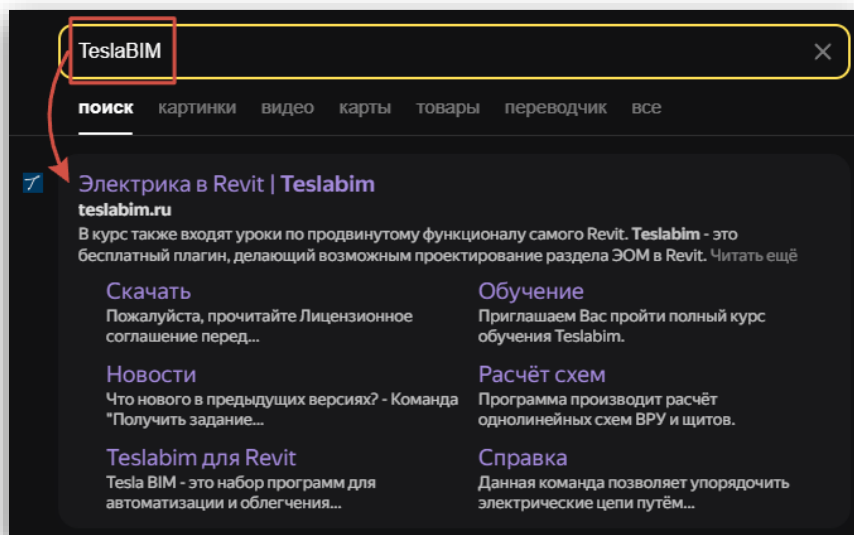 TeslaBIM
поиск картинки видео карты товары переводчик все
Электрика в Revit | Teslabim
teslabim.ru
В курс также входят уроки по продвинутому функционалу самого Revit. Teslabim - это
бесплатный плагин, делающий возможным проектирование раздела ЭОМ в Revit. Читать ещё
Скачать
Пожалуйста, прочитайте Лицензионное
соглашение перед...
Обучение
Приглашаем Вас пройти полный курс
обучения Teslabim.
Новости
Что нового в предыдущих версиях? - Команда
"Получить задание...
Расчёт схем
Программа производит расчёт
однолинейных схем ВРУ и щитов.
Teslabim для Revit
Tesla BIM - это набор программ для
автоматизации и облегчения...
Справка
Данная команда позволяет упорядочить
электрические цепи путём...